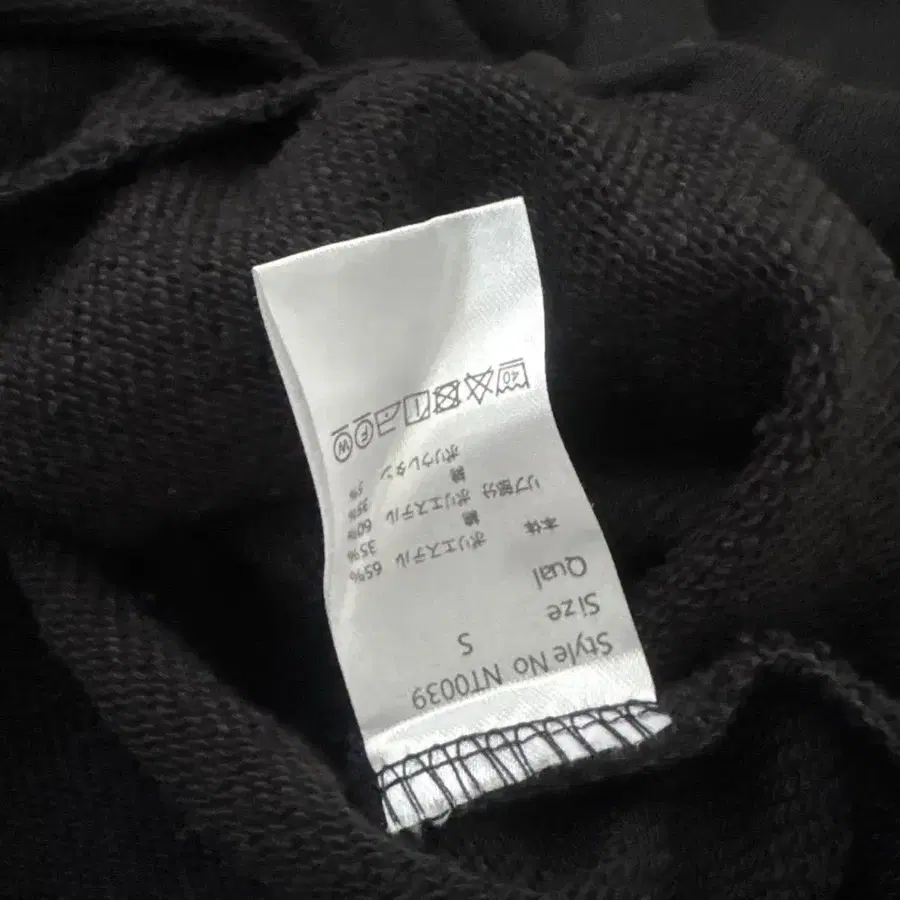 Style No NT0039
Size S
Qual
本体 ポリエステル 65%
綿 35%
リブ部分 ポリエステル 60%
綿 35%
ポリウレタン 5%
40
F
W